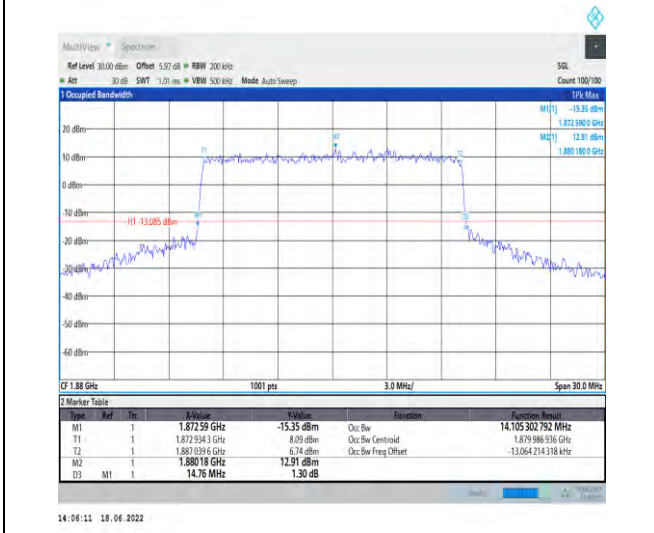 MultiView Spectrum
Ref Level 30.00 dBm Offset 5.97 dB RBW 200 kHz SGL
Att 30 dB SWT 1.01 ms VBW 500 kHz Mode Auto Sweep Count 100/100
1 Occupied Bandwidth 1Pk Max
M1[1] -15.35 dBm
1.872 590 0 GHz
M2[1] 12.91 dBm
1.880 180 0 GHz
20 dBm
M2
T1
10 dBm
0 dBm
-10 dBm
H1 -13.085 dBm
M1
-20 dBm
-30 dBm
-40 dBm
-50 dBm
-60 dBm
CF 1.88 GHz 1001 pts 3.0 MHz/ Span 30.0 MHz
2 Marker Table
Type Ref Trc X-Value Y-Value Function Function Result
M1 1 1.87259 GHz -15.35 dBm Occ Bw 14.105 302 792 MHz
T1 1 1.872 934 3 GHz 8.09 dBm Occ Bw Centroid 1.879 986 936 GHz
T2 1 1.887 039 6 GHz 6.74 dBm Occ Bw Freq Offset -13.064 214 318 kHz
M2 1 1.88018 GHz 12.91 dBm
D3 M1 1 14.76 MHz 1.30 dB
14:06:11 18.06.2022